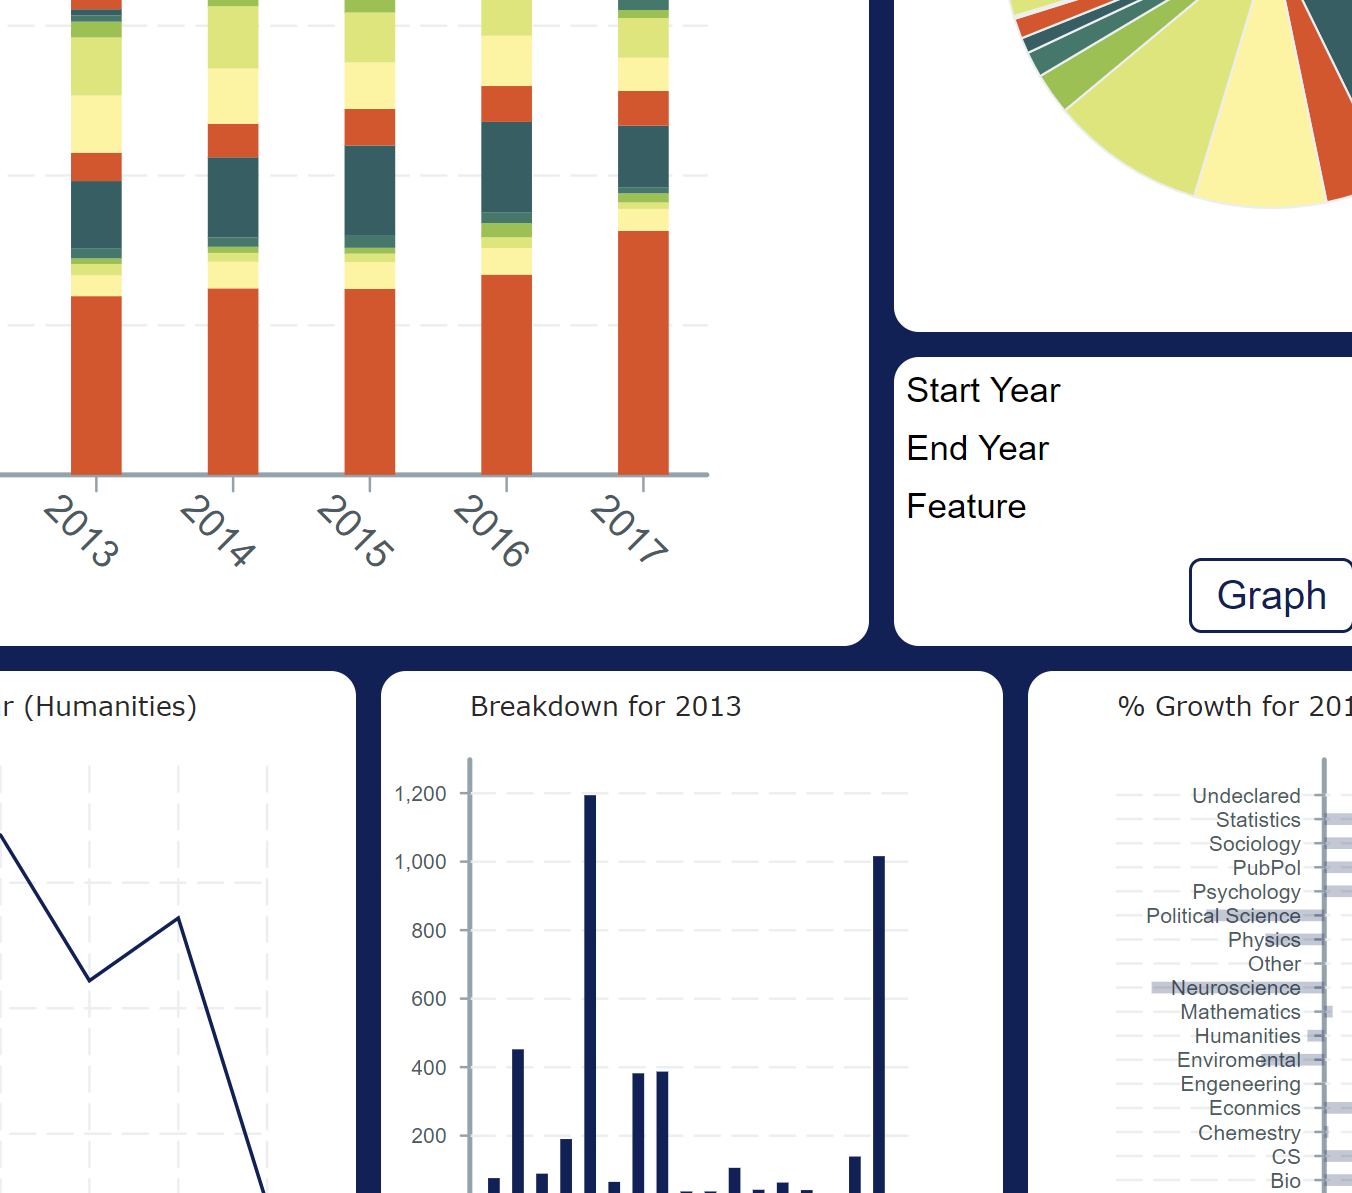 2013
2014
2015
2016
2017
Start Year
End Year
Feature
Graph
r (Humanities)
Breakdown for 2013
1,200
1,000
800
600
400
200
% Growth for 201
Undeclared
Statistics
Sociology
PubPol
Psychology
Political Science
Physics
Other
Neuroscience
Mathematics
Humanities
Enviromental
Engeneering
Econmics
Chemestry
CS
Bio